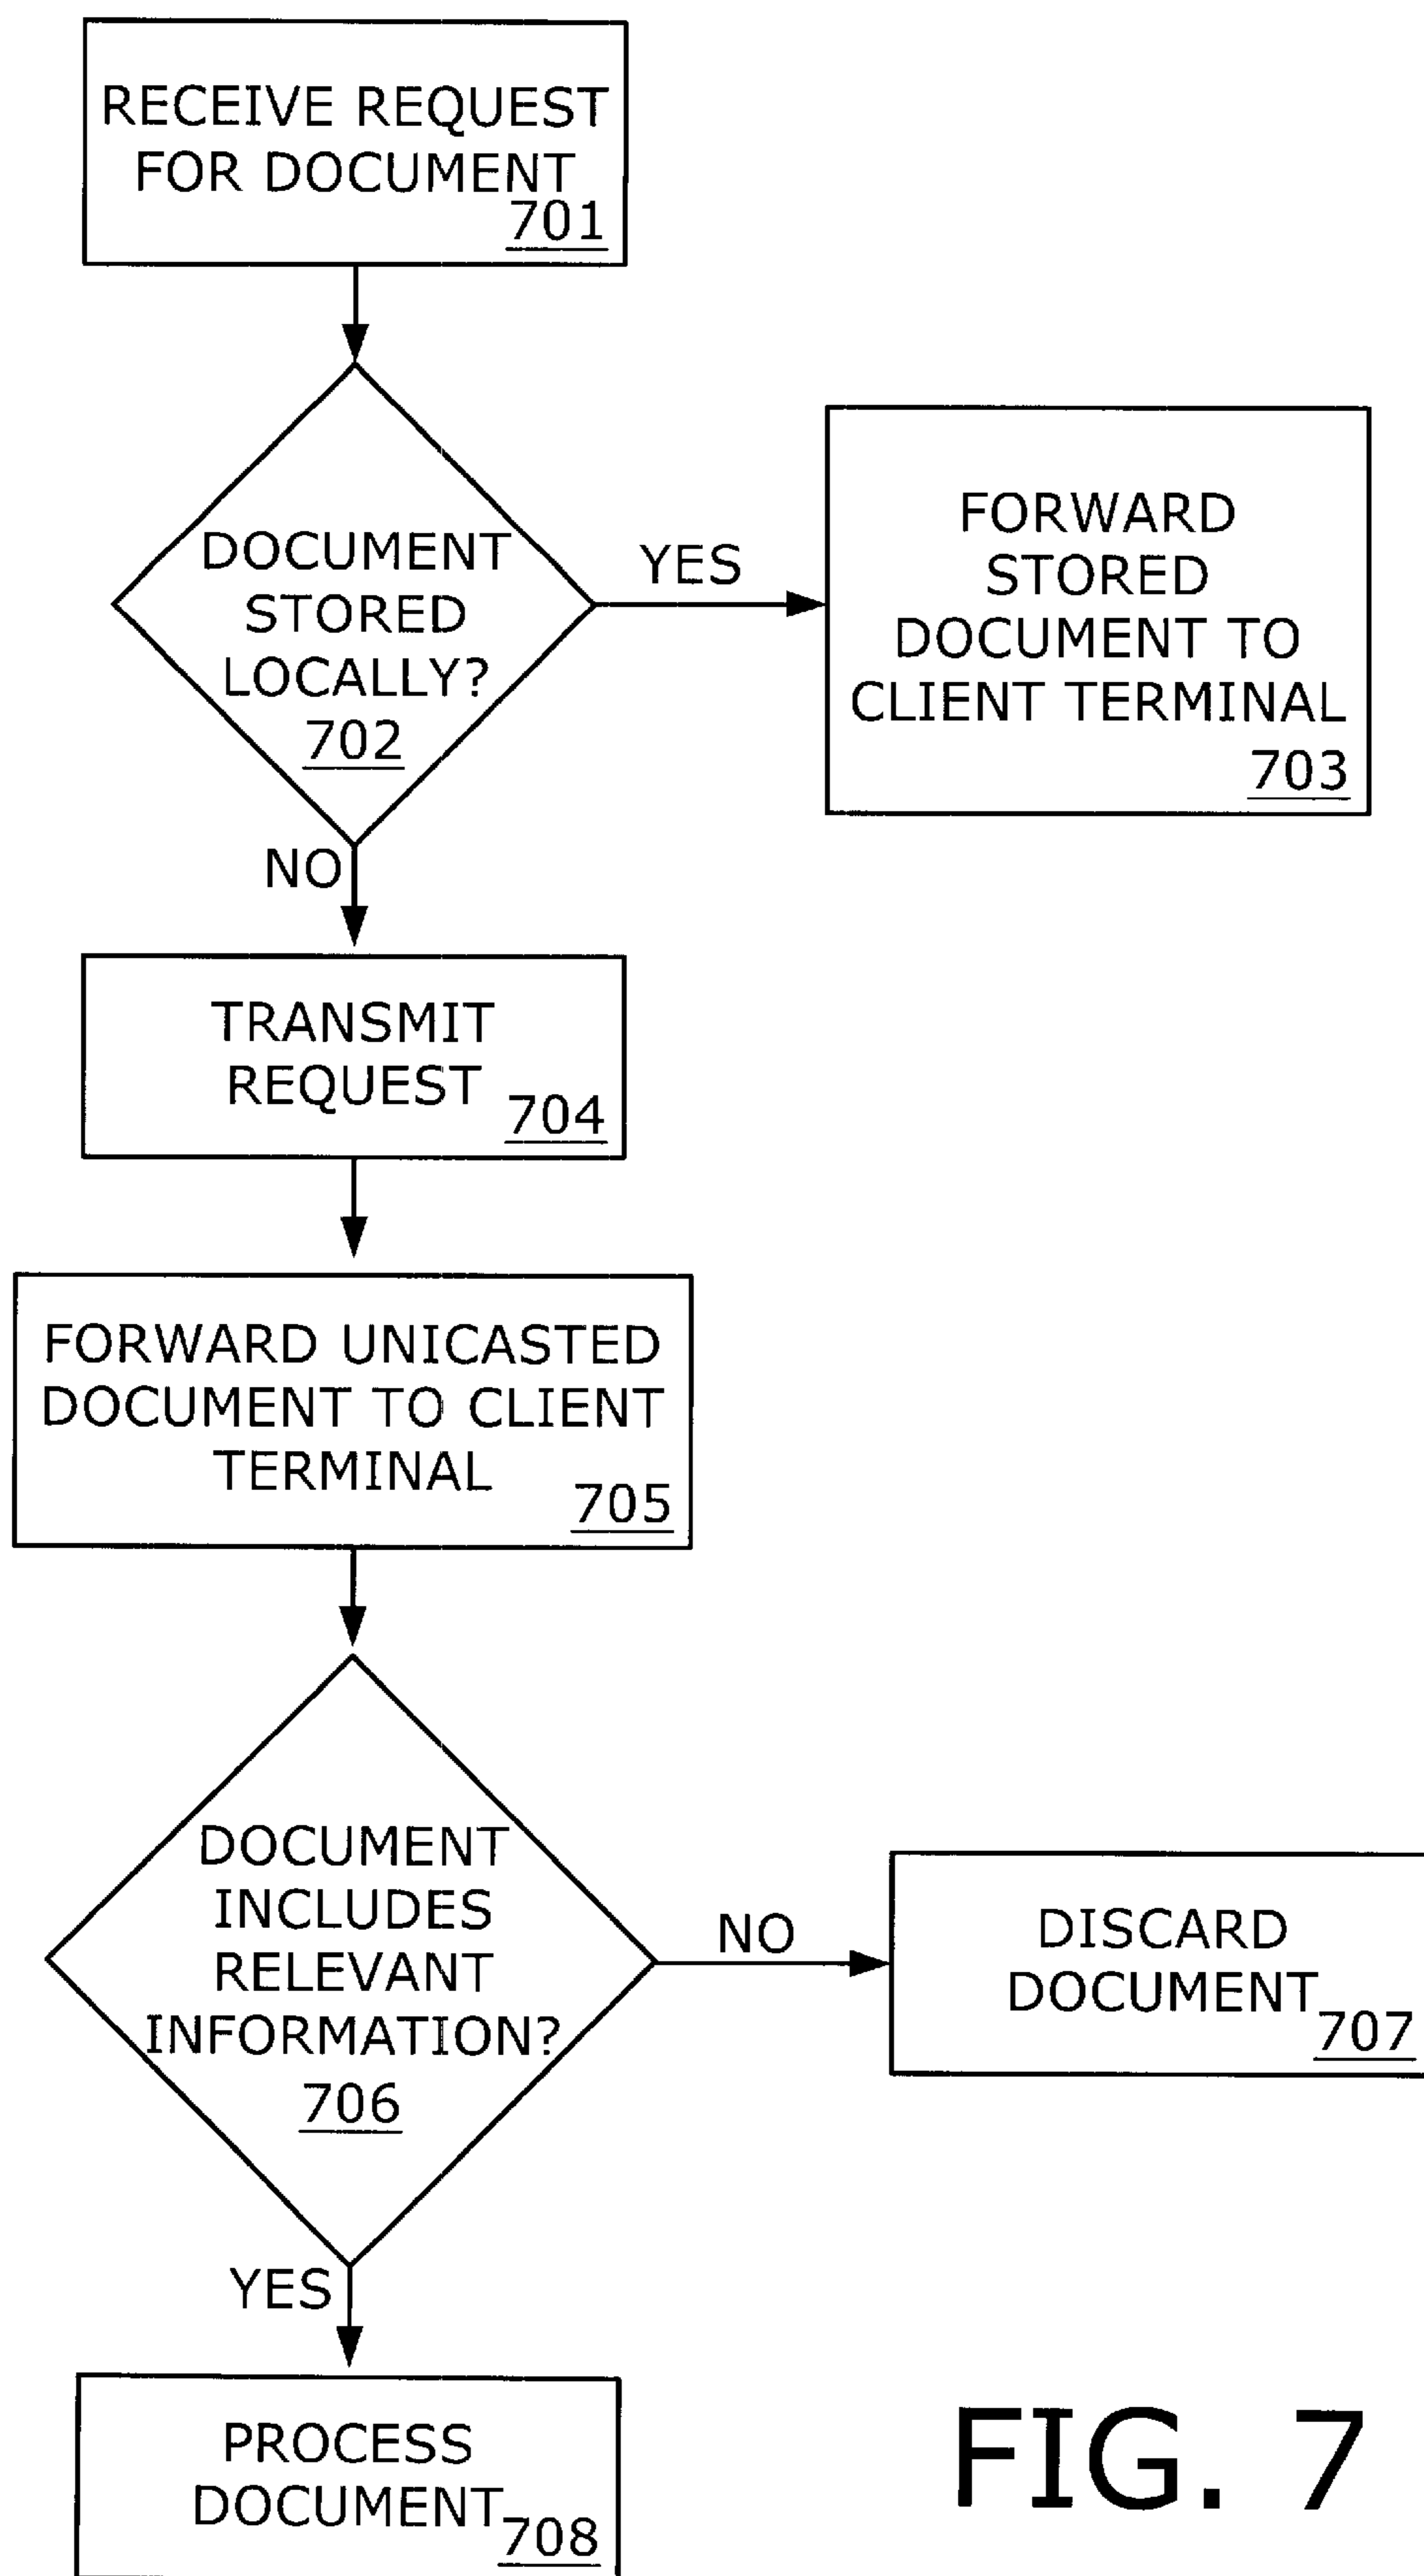 RECEIVE REQUEST
FOR DOCUMENT
701
DOCUMENT
STORED
LOCALLY?
702
YES
FORWARD
STORED
DOCUMENT TO
CLIENT TERMINAL
703
NO
TRANSMIT
REQUEST
704
FORWARD UNICASTED
DOCUMENT TO CLIENT
TERMINAL
705
DOCUMENT
INCLUDES
RELEVANT
INFORMATION?
706
NO
DISCARD
DOCUMENT
707
YES
PROCESS
DOCUMENT
708
FIG. 7